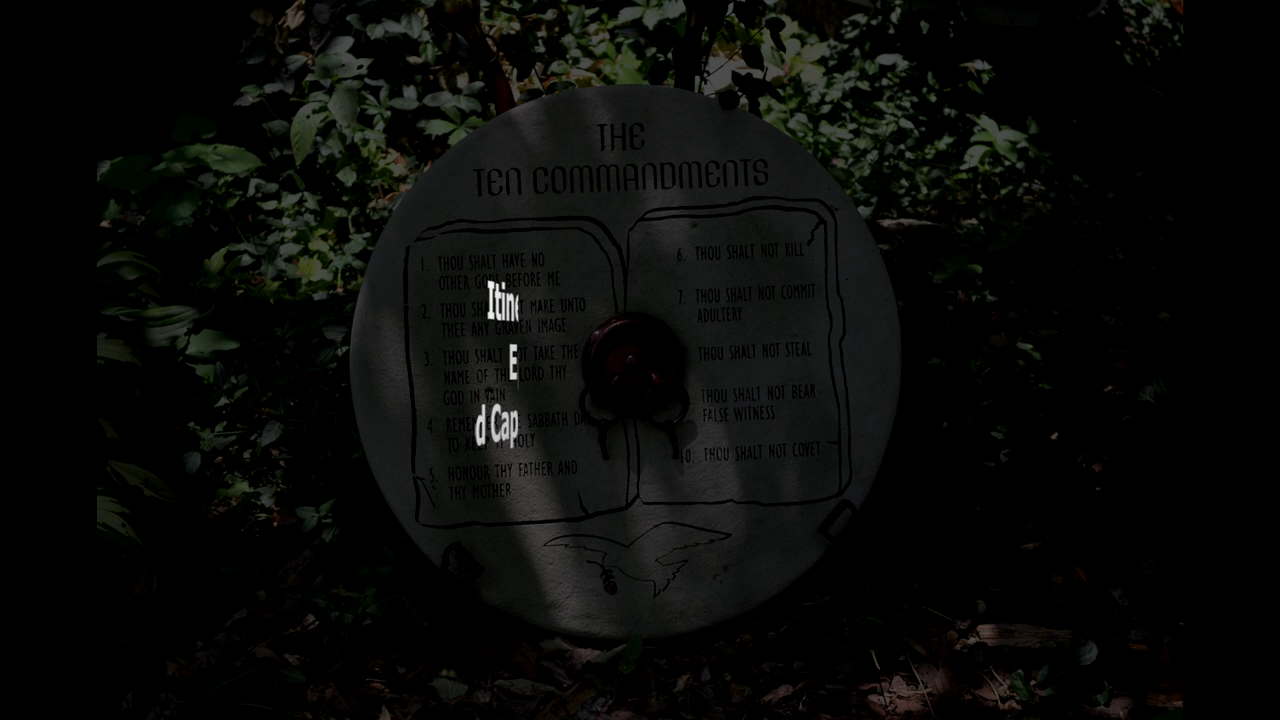 THE
TEN COMMANDMENTS
1. THOU SHALT HAVE NO
OTHER GODS BEFORE ME
2. THOU SHALT NOT MAKE UNTO
THEE ANY GRAVEN IMAGE
3. THOU SHALT NOT TAKE THE
NAME OF THE LORD THY
GOD IN VAIN
4. SABBATH
TO KEEP IT HOLY
5. HONOUR THY FATHER AND
THY MOTHER
6. THOU SHALT NOT KILL
7. THOU SHALT NOT COMMIT
ADULTERY
THOU SHALT NOT STEAL
THOU SHALT NOT BEAR
FALSE WITNESS
10. THOU SHALT NOT COVET
Itin
E
d Cap